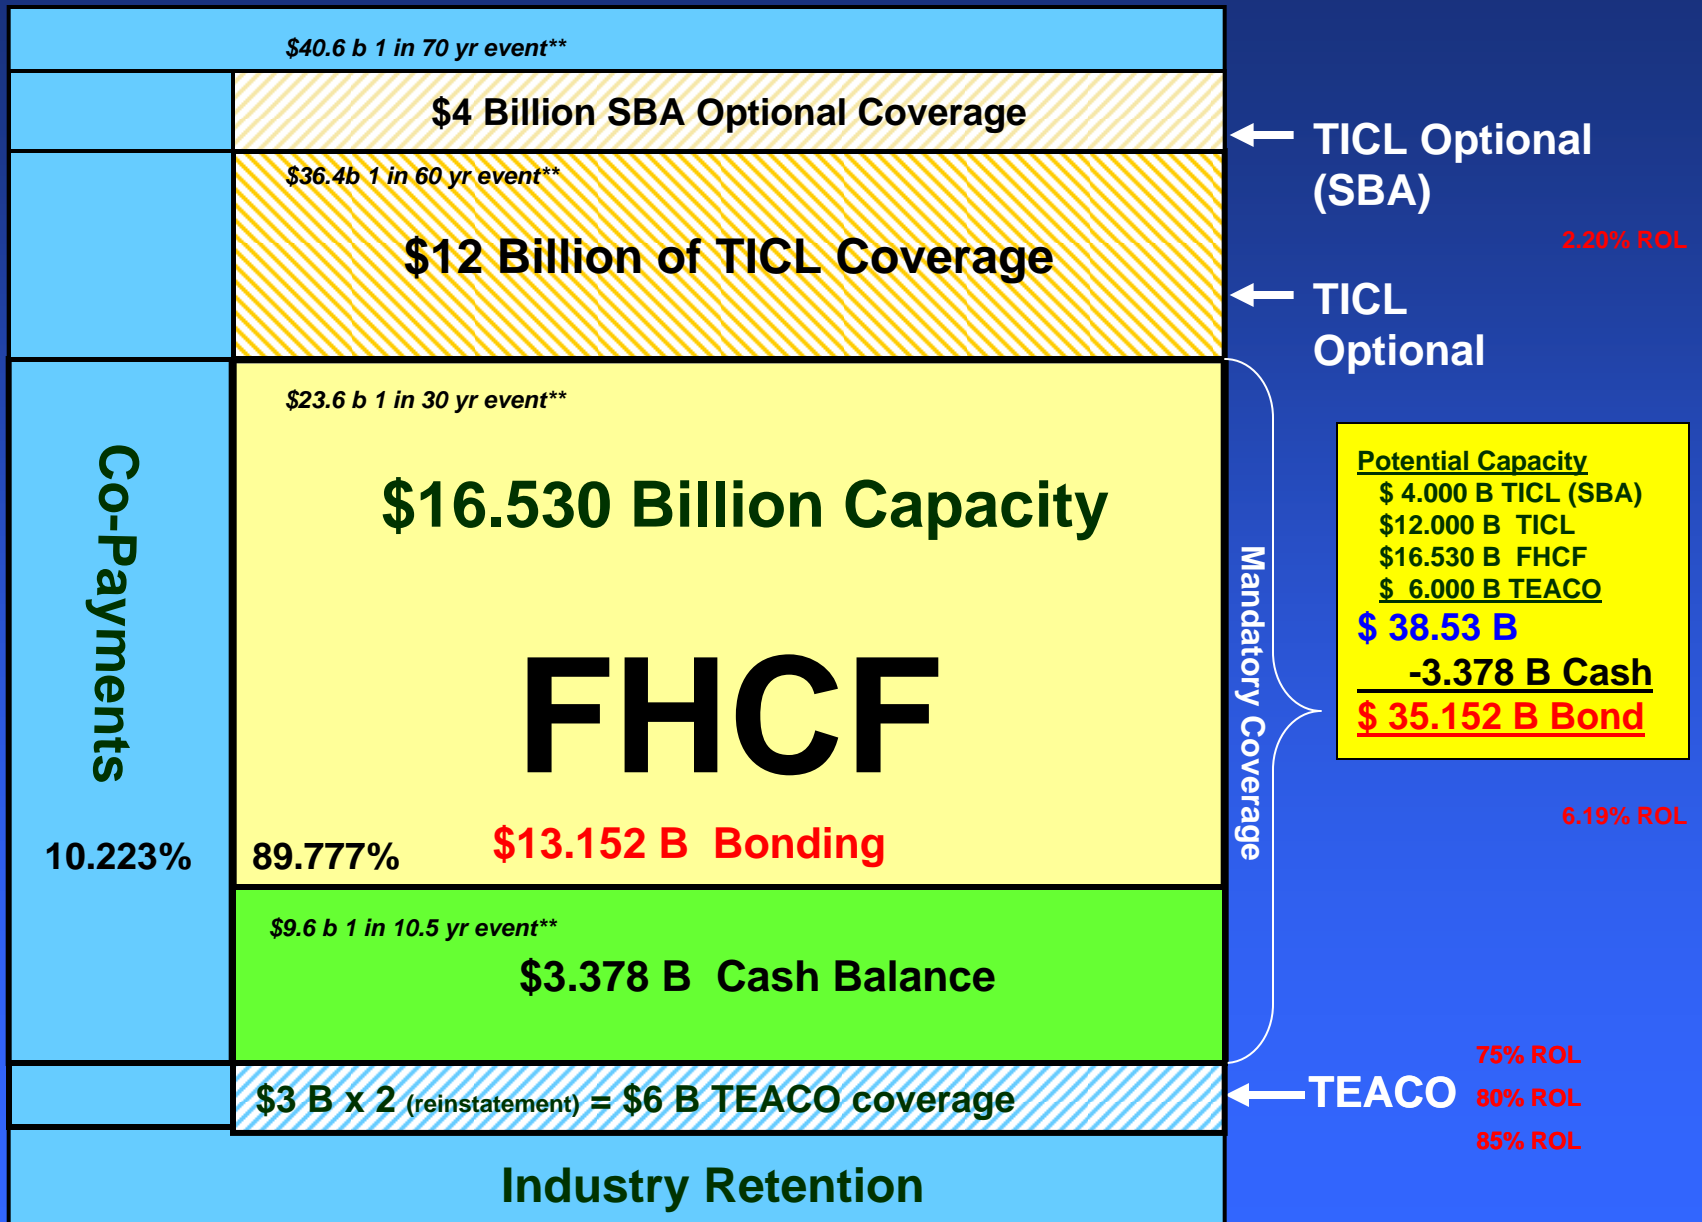 $40.6 b 1 in 70 yr event**
$4 Billion SBA Optional Coverage
TICL Optional
(SBA)
$36.4b 1 in 60 yr event**
2.20% ROL
$12 Billion of TICL Coverage
TICL
Optional
$23.6 b 1 in 30 yr event**
Co-Payments
$16.530 Billion Capacity
FHCF
Mandatory Coverage
Potential Capacity
$ 4.000 B TICL (SBA)
$12.000 B TICL
$16.530 B FHCF
$ 6.000 B TEACO
$ 38.53 B
-3.378 B Cash
$ 35.152 B Bond
6.19% ROL
10.223%
89.777%
$13.152 B Bonding
$9.6 b 1 in 10.5 yr event**
$3.378 B Cash Balance
$3 B x 2 (reinstatement) = $6 B TEACO coverage
TEACO
75% ROL
80% ROL
85% ROL
Industry Retention